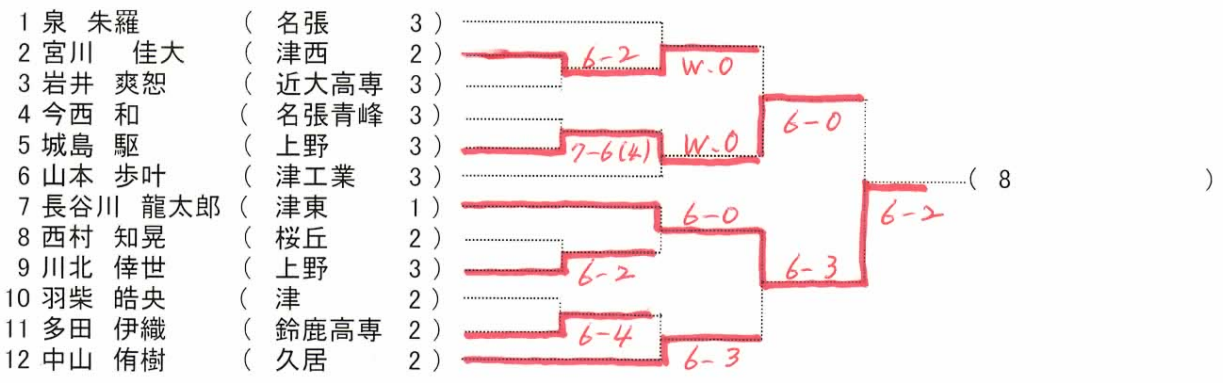 1 泉 朱羅 ( 名張 3 )
2 宮川 佳大 ( 津西 2 )
6-2
W.O
3 岩井 爽恕 ( 近大高専 3 )
4 今西 和 ( 名張青峰 3 )
6-0
5 城島 駆 ( 上野 3 )
7-6(4)
W.O
6 山本 歩叶 ( 津工業 3 )
( 8 )
7 長谷川 龍太郎 ( 津東 1 )
6-0
6-2
8 西村 知晃 ( 桜丘 2 )
9 川北 倖世 ( 上野 3 )
6-2
6-3
10 羽柴 皓央 ( 津 2 )
11 多田 伊織 ( 鈴鹿高専 2 )
6-4
12 中山 侑樹 ( 久居 2 )
6-3